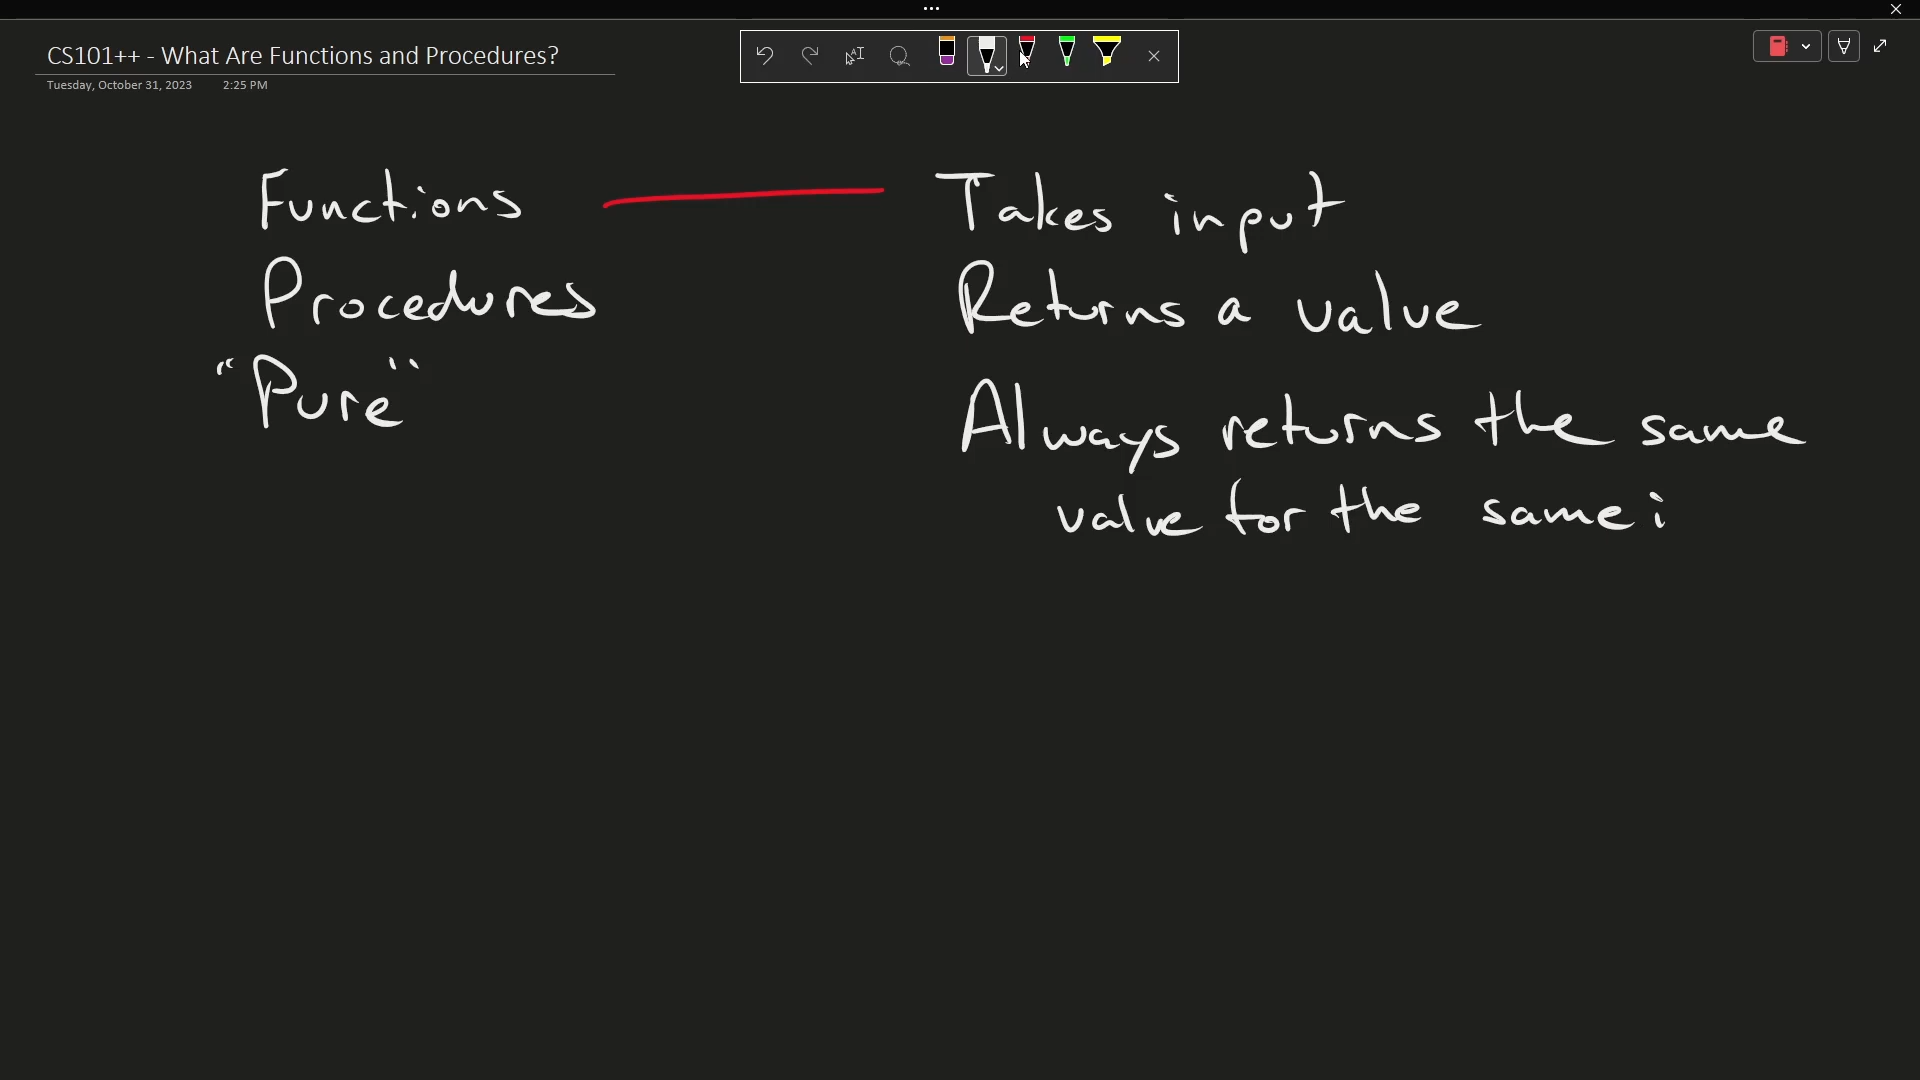 CS101++ - What Are Functions and Procedures?
Tuesday, October 31, 2023 2:25 PM
Functions
Procedures
"Pure"
Takes input
Returns a value
Always returns the same
value for the same i